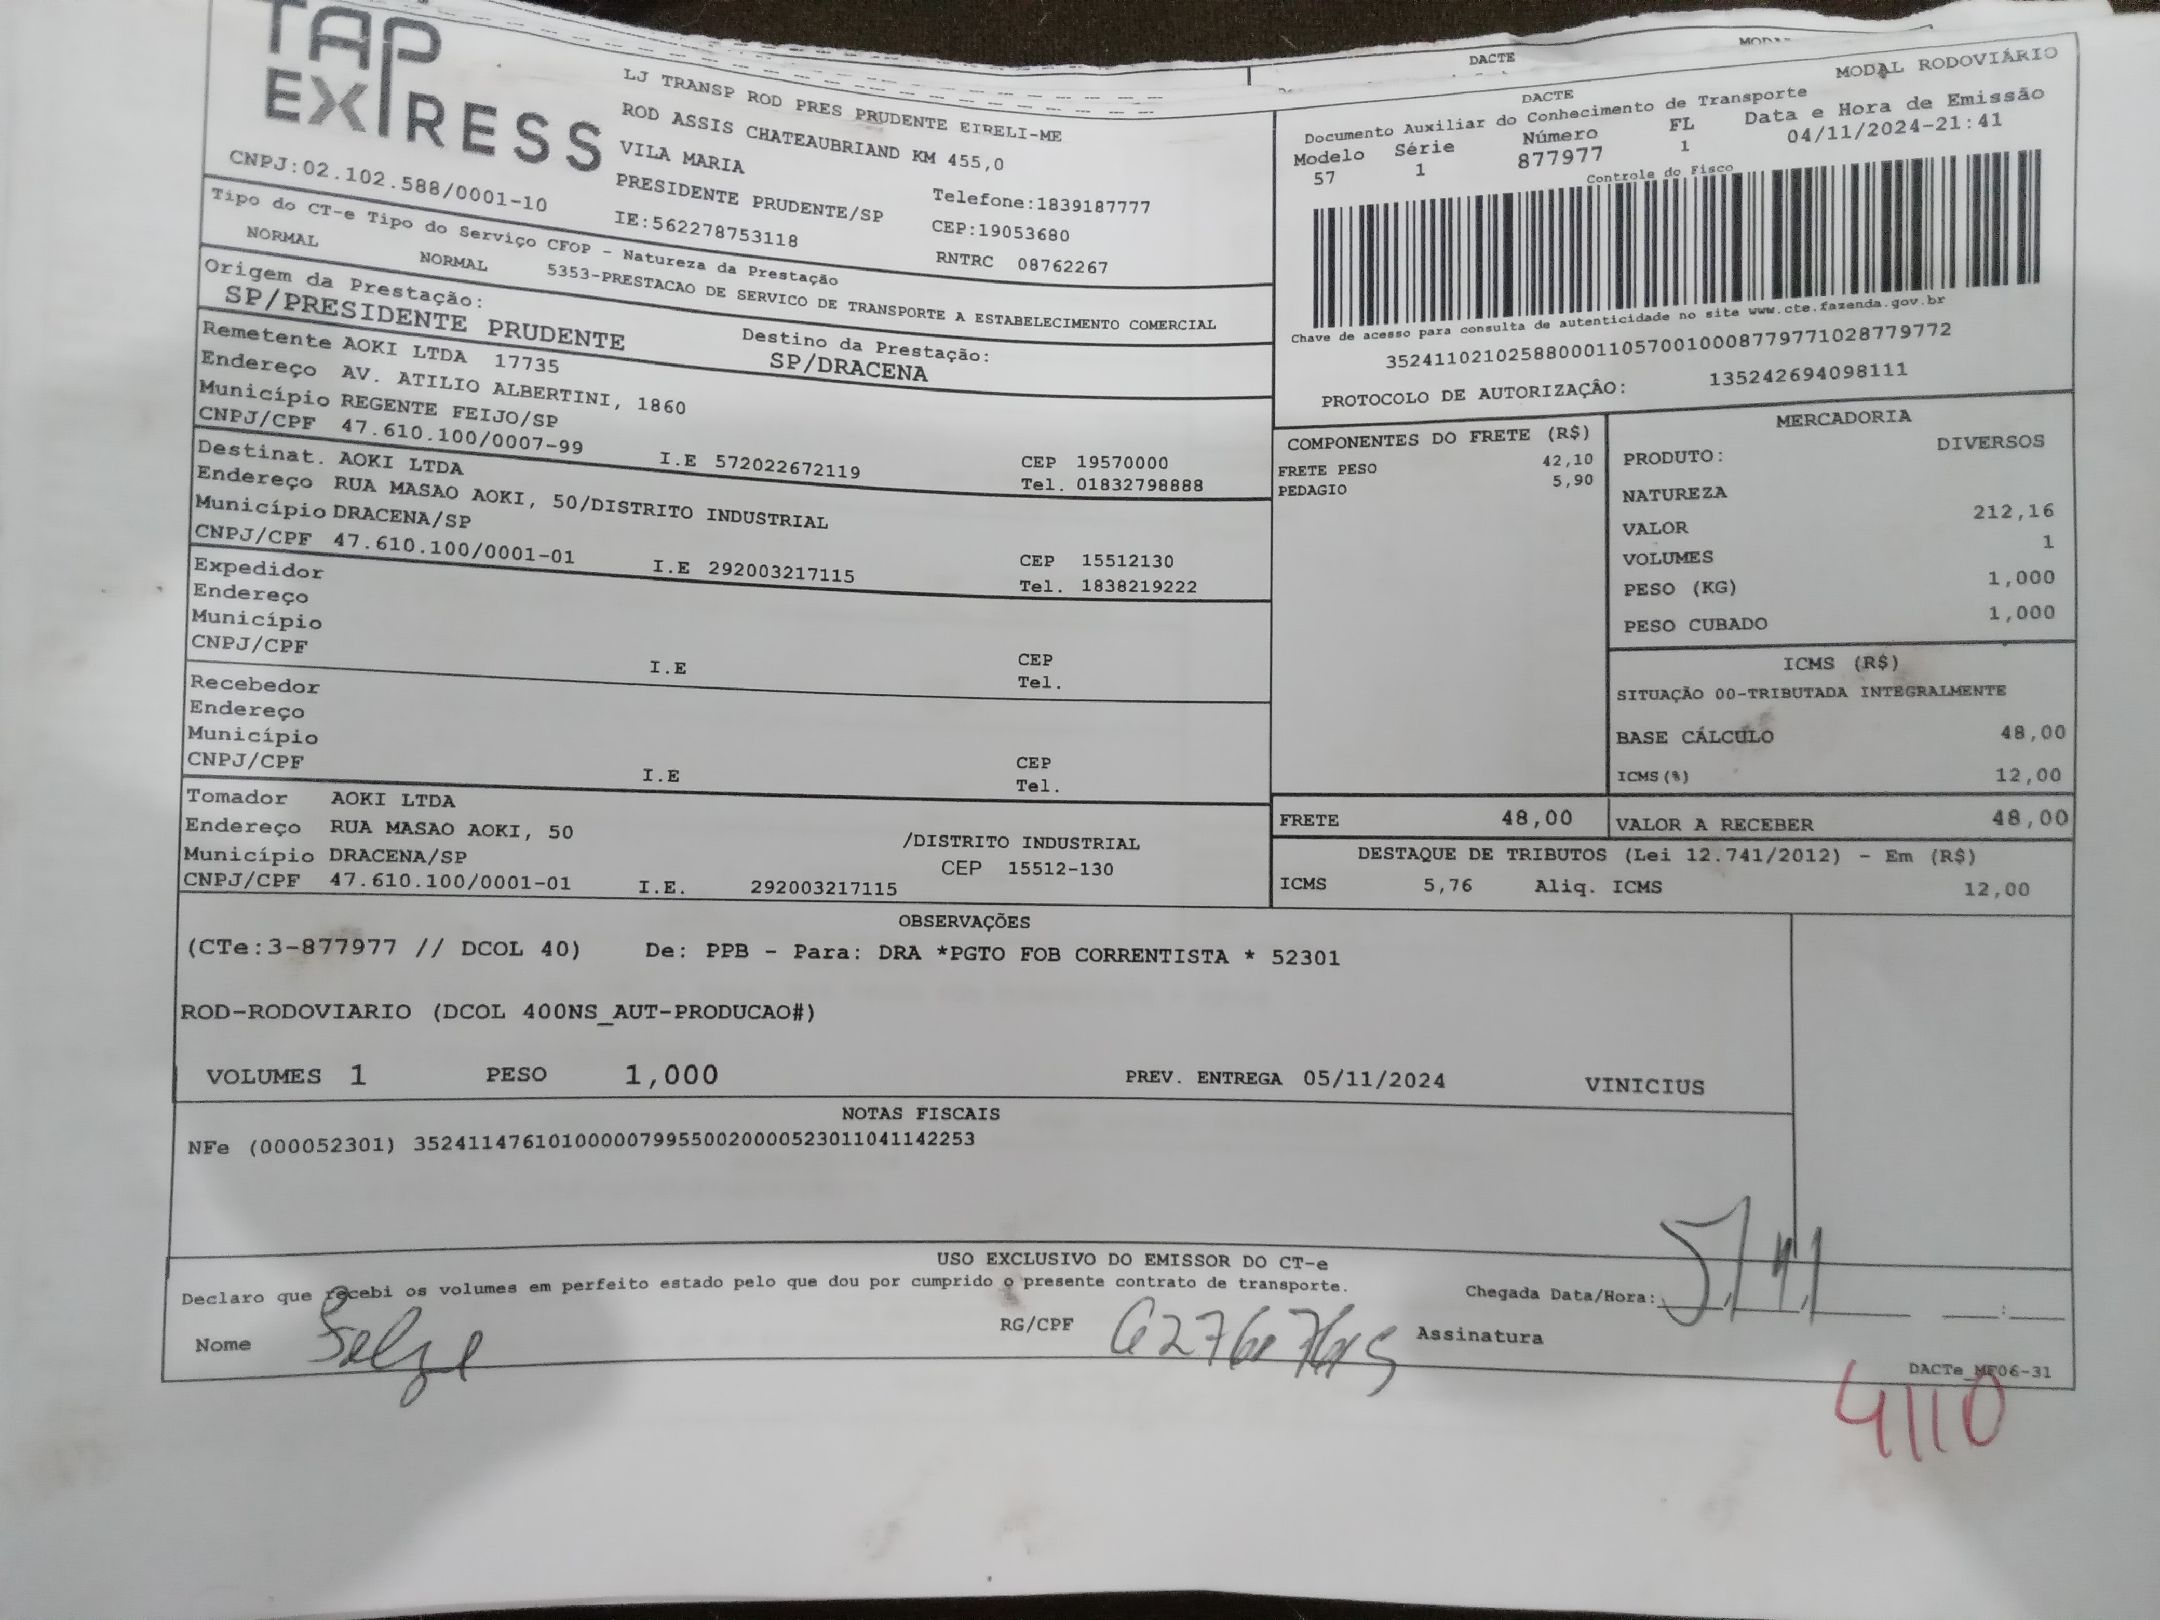 TAP
EXPRESS
CNPJ:02.102.588/0001-10
LJ TRANSP ROD PRES PRUDENTE EIRELI-ME
ROD ASSIS CHATEAUBRIAND KM 455,0
VILA MARIA
PRESIDENTE PRUDENTE/SP Telefone:1839187777
IE:562278753118 CEP:19053680
RNTRC 08762267
DACTE
DACTE MODAL RODOVIÁRIO
Documento Auxiliar do Conhecimento de Transporte
Modelo Série Número FL Data e Hora de Emissão
57 1 877977 1 04/11/2024-21:41
Controle do Fisco
Chave de acesso para consulta de autenticidade no site www.cte.fazenda.gov.br
35241102102588000110570010008779771028779772
PROTOCOLO DE AUTORIZAÇÂO: 135242694098111
Tipo do CT-e Tipo do Serviço CFOP - Natureza da Prestação
NORMAL NORMAL 5353-PRESTACAO DE SERVICO DE TRANSPORTE A ESTABELECIMENTO COMERCIAL
Origem da Prestação: Destino da Prestação:
SP/PRESIDENTE PRUDENTE SP/DRACENA
Remetente AOKI LTDA 17735
Endereço AV. ATILIO ALBERTINI, 1860
Município REGENTE FEIJO/SP CEP 19570000
CNPJ/CPF 47.610.100/0007-99 I.E 572022672119 Tel. 01832798888
Destinat. AOKI LTDA
Endereço RUA MASAO AOKI, 50/DISTRITO INDUSTRIAL
Município DRACENA/SP CEP 15512130
CNPJ/CPF 47.610.100/0001-01 I.E 292003217115 Tel. 1838219222
Expedidor
Endereço
Município CEP
CNPJ/CPF I.E Tel.
Recebedor
Endereço
Município CEP
CNPJ/CPF I.E Tel.
Tomador AOKI LTDA
Endereço RUA MASAO AOKI, 50 /DISTRITO INDUSTRIAL
Município DRACENA/SP CEP 15512-130
CNPJ/CPF 47.610.100/0001-01 I.E. 292003217115
COMPONENTES DO FRETE (R$)
FRETE PESO 42,10
PEDAGIO 5,90
MERCADORIA
PRODUTO: DIVERSOS
NATUREZA
VALOR 212,16
VOLUMES 1
PESO (KG) 1,000
PESO CUBADO 1,000
ICMS (R$)
SITUAÇÃO 00-TRIBUTADA INTEGRALMENTE
BASE CÁLCULO 48,00
ICMS(%) 12,00
FRETE 48,00 VALOR A RECEBER 48,00
DESTAQUE DE TRIBUTOS (Lei 12.741/2012) - Em (R$)
ICMS 5,76 Aliq. ICMS 12,00
OBSERVAÇÕES
(CTe:3-877977 // DCOL 40) De: PPB - Para: DRA *PGTO FOB CORRENTISTA * 52301
ROD-RODOVIARIO (DCOL 400NS_AUT-PRODUCAO#)
VOLUMES 1 PESO 1,000 PREV. ENTREGA 05/11/2024 VINICIUS
NOTAS FISCAIS
NFe (000052301) 35241147610100000799550020000523011041142253
USO EXCLUSIVO DO EMISSOR DO CT-e
Declaro que recebi os volumes em perfeito estado pelo que dou por cumprido o presente contrato de transporte. Chegada Data/Hora:
Nome RG/CPF Assinatura
DACTe_MF06-31
4110